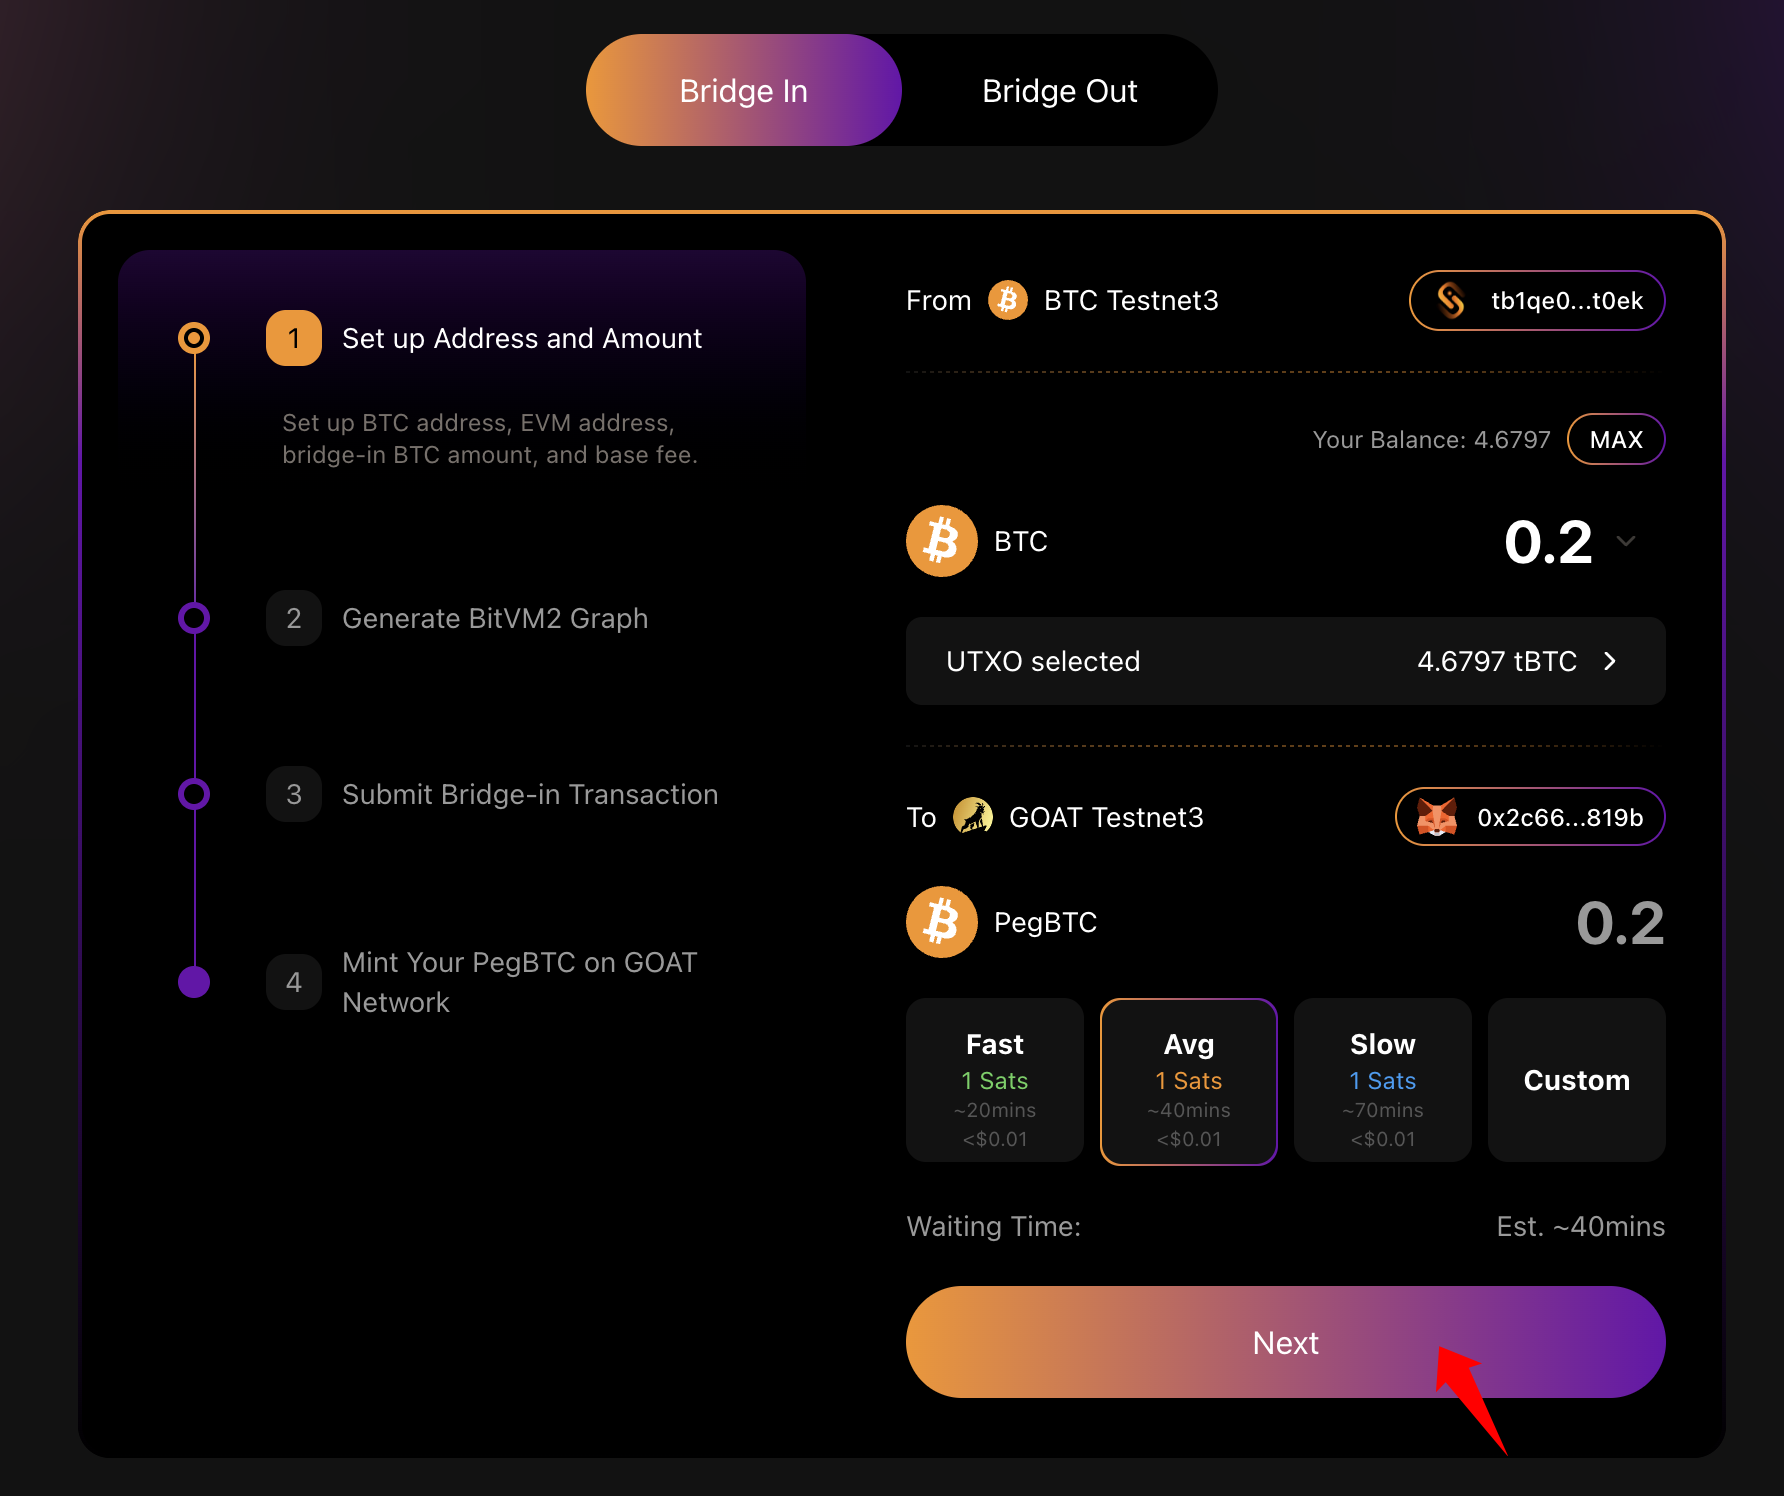 Bridge In
Bridge Out
1
Set up Address and Amount
Set up BTC address, EVM address,
bridge-in BTC amount, and base fee.
2
Generate BitVM2 Graph
3
Submit Bridge-in Transaction
4
Mint Your PegBTC on GOAT
Network
From
BTC Testnet3
tb1qe0...t0ek
Your Balance: 4.6797
MAX
BTC
0.2
UTXO selected
4.6797 tBTC
To
GOAT Testnet3
0x2c66...819b
PegBTC
0.2
Fast
1 Sats
~20mins
<$0.01
Avg
1 Sats
~40mins
<$0.01
Slow
1 Sats
~70mins
<$0.01
Custom
Waiting Time:
Est. ~40mins
Next